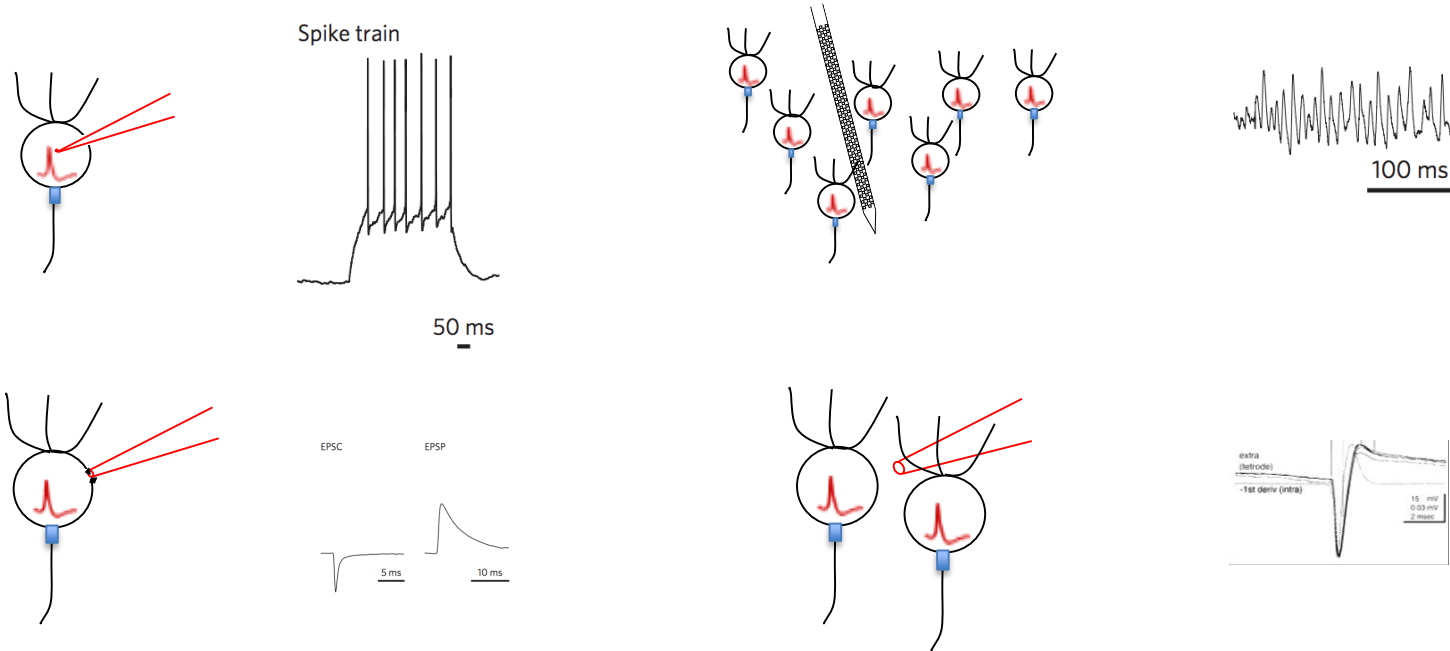 Spike train
50 ms
100 ms
EPSC
EPSP
5 ms
10 ms
extra
(tetrode)
-1st deriv (intra)
15 mV
0.03 mV
2 msec